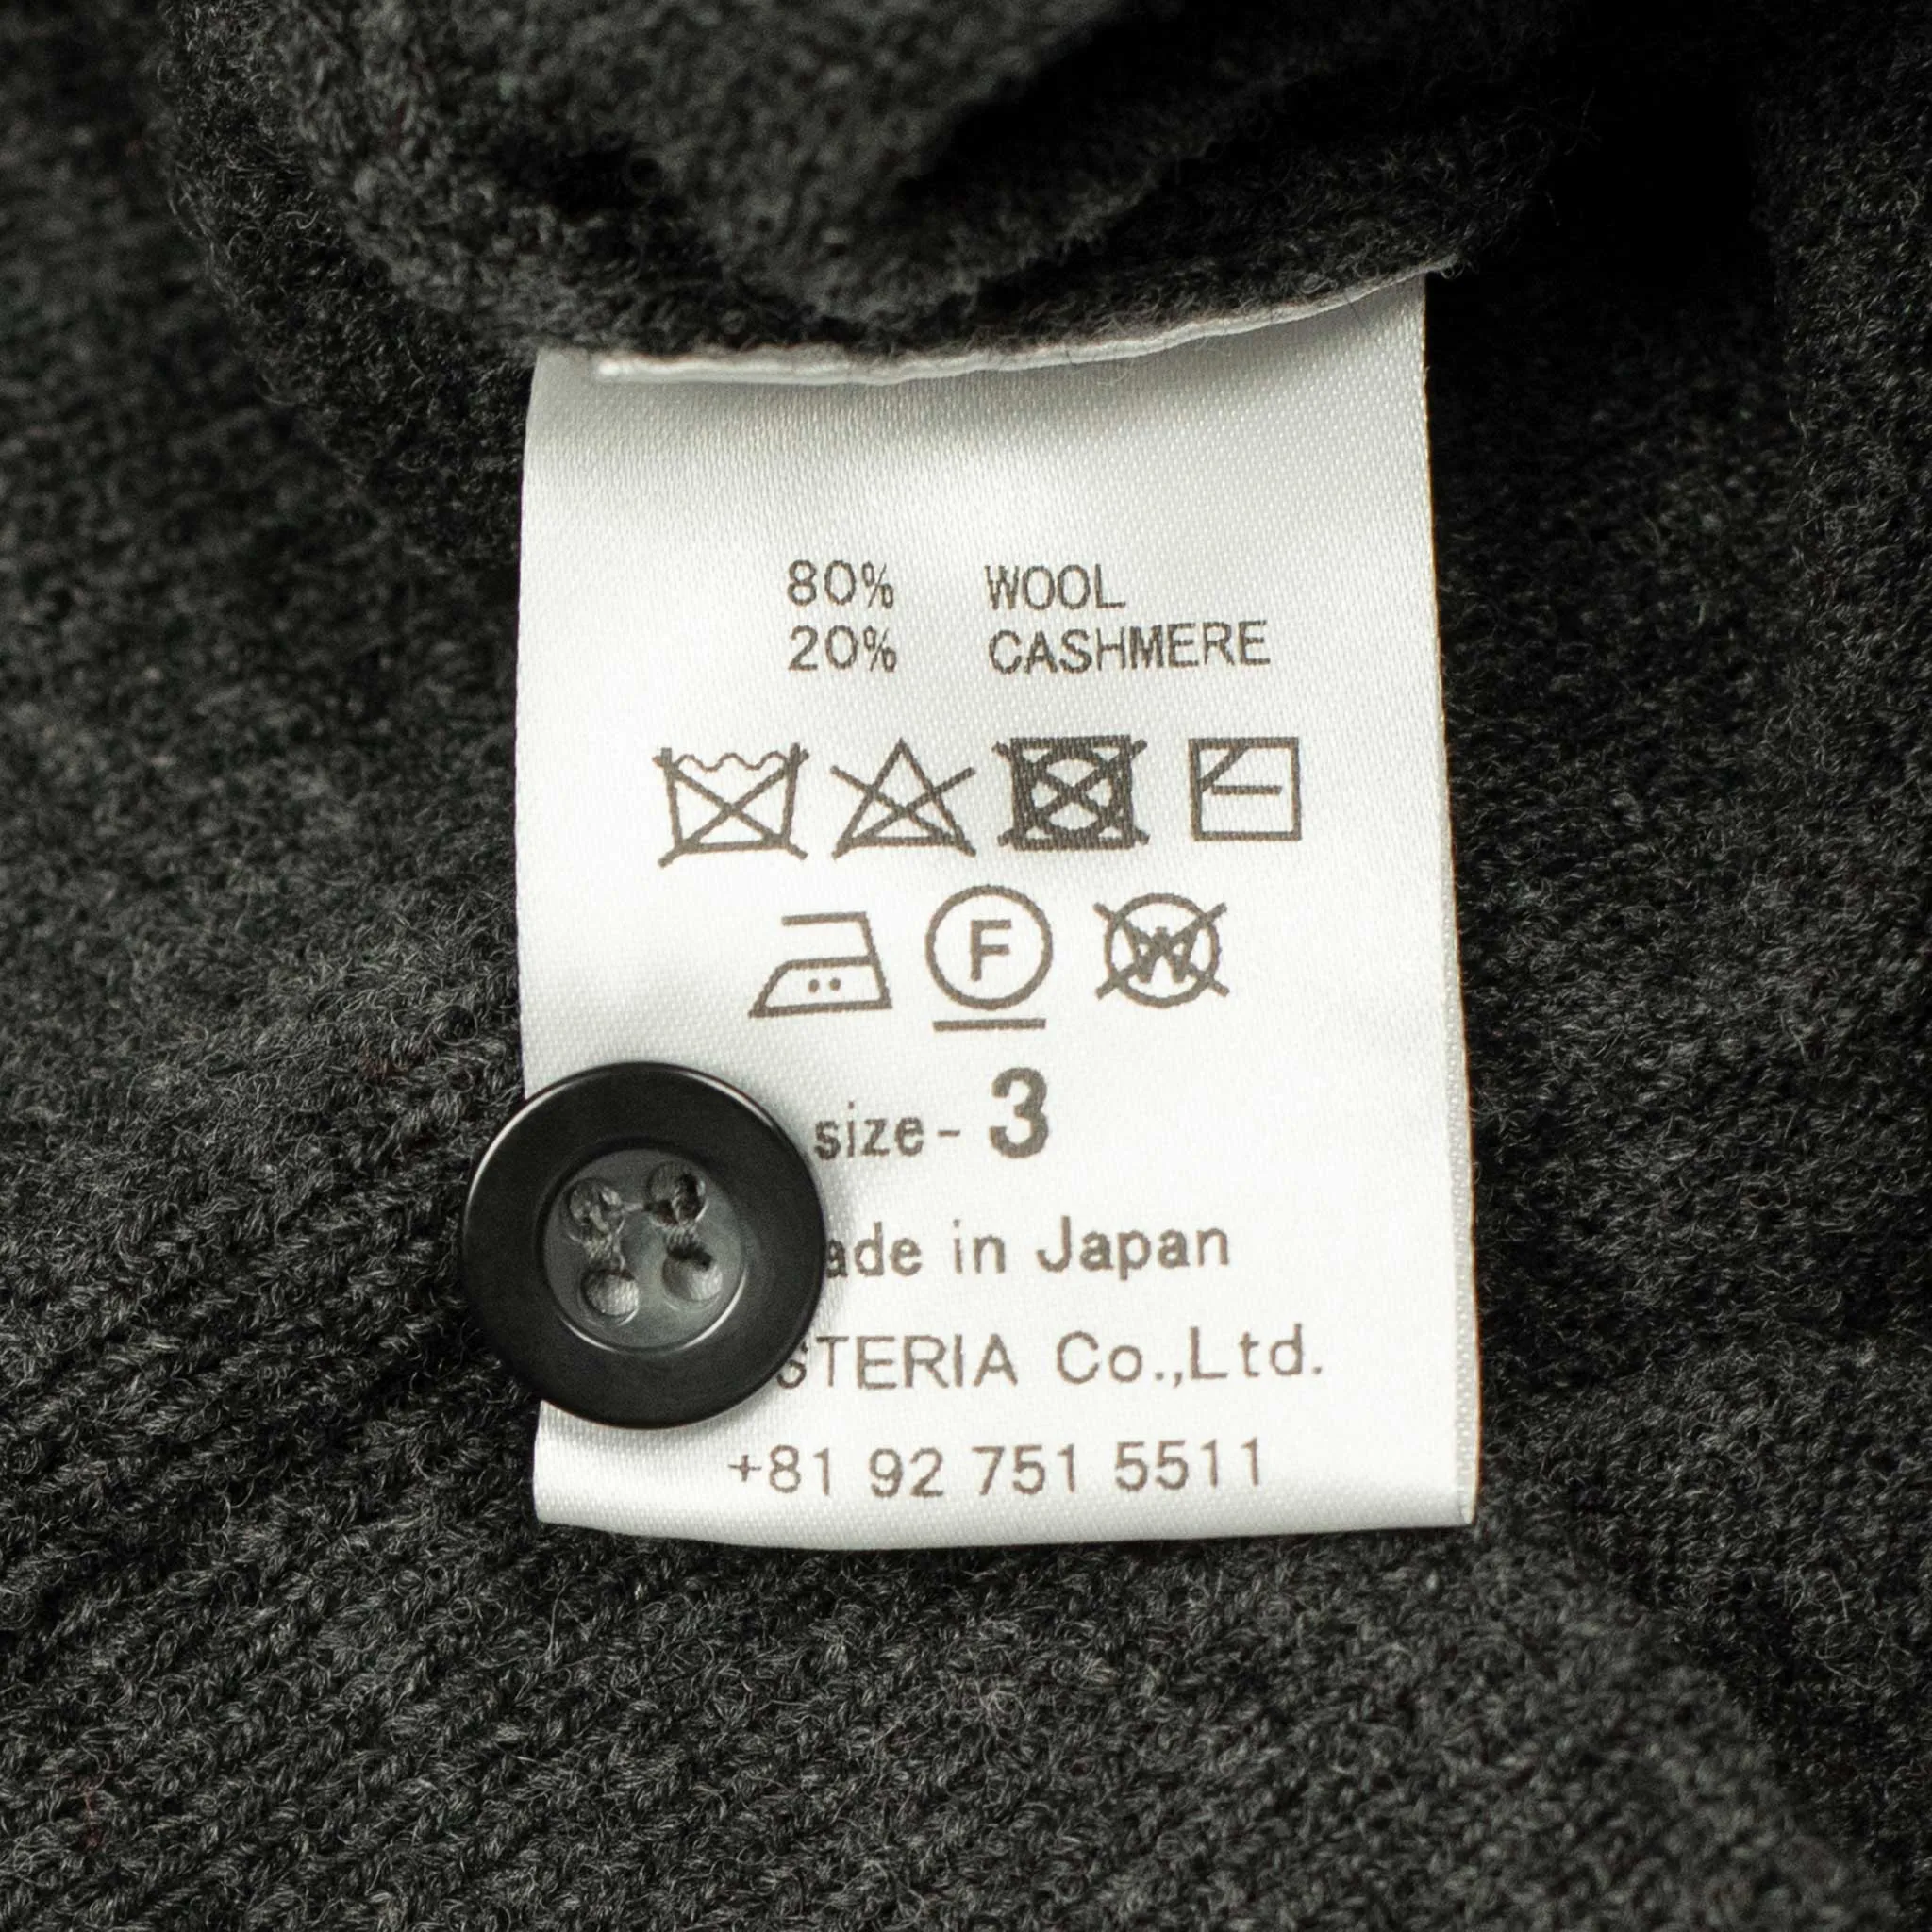 80% WOOL
20% CASHMERE
F W
size- 3
ade in Japan
STERIA Co.,Ltd.
+81 92 751 5511